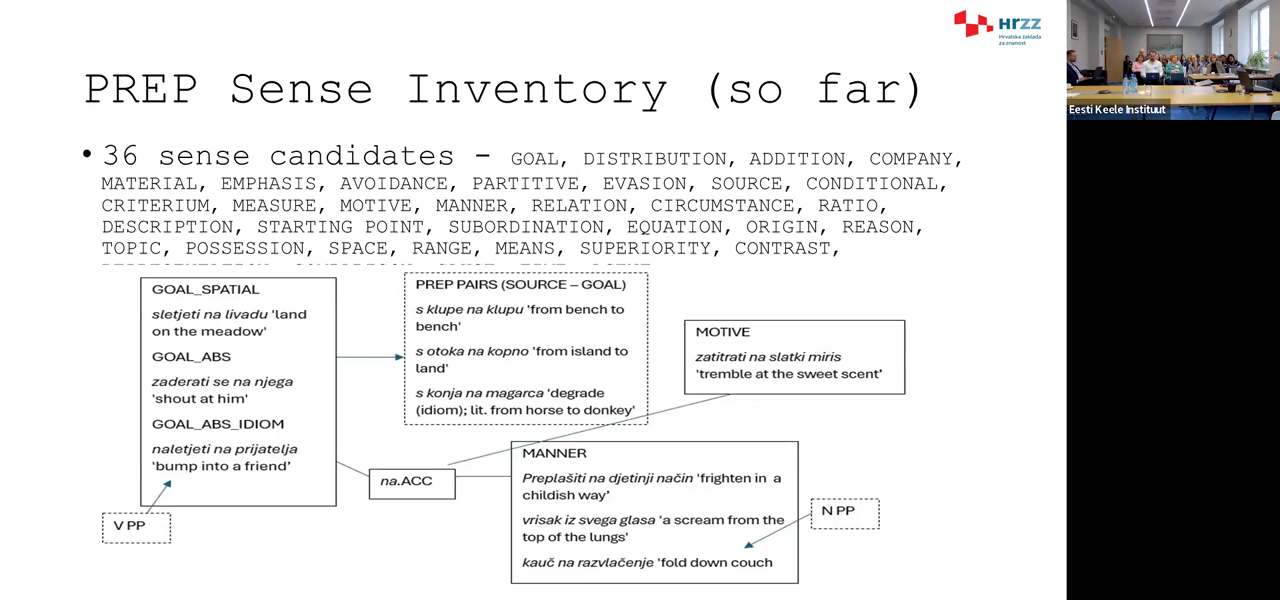 HRZZ
Hrvatska zaklada
za znanost
Eesti Keele Instituut
PREP Sense Inventory (so far)
• 36 sense candidates - GOAL, DISTRIBUTION, ADDITION, COMPANY,
MATERIAL, EMPHASIS, AVOIDANCE, PARTITIVE, EVASION, SOURCE, CONDITIONAL,
CRITERIUM, MEASURE, MOTIVE, MANNER, RELATION, CIRCUMSTANCE, RATIO,
DESCRIPTION, STARTING POINT, SUBORDINATION, EQUATION, ORIGIN, REASON,
TOPIC, POSSESSION, SPACE, RANGE, MEANS, SUPERIORITY, CONTRAST,
GOAL_SPATIAL
sletjeti na livadu 'land
on the meadow'
GOAL_ABS
zaderati se na njega
'shout at him'
GOAL_ABS_IDIOM
naletjeti na prijatelja
'bump into a friend’
V PP
PREP PAIRS (SOURCE – GOAL)
s klupe na klupu 'from bench to
bench'
s otoka na kopno 'from island to
land'
s konja na magarca 'degrade
(idiom); lit. from horse to donkey'
MOTIVE
zatitrati na slatki miris
'tremble at the sweet scent’
na.ACC
MANNER
Preplašiti na djetinji način 'frighten in a
childish way’
vrisak iz svega glasa 'a scream from the
top of the lungs'
kauč na razvlačenje 'fold down couch
N PP